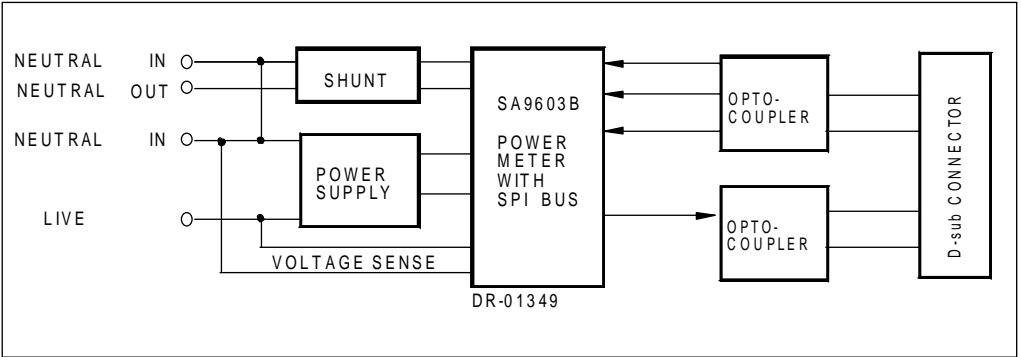 NEUTRAL IN
NEUTRAL OUT
NEUTRAL IN
LIVE
SHUNT
POWER
SUPPLY
VOLTAGE SENSE
SA9603B
POWER
METER
WITH
SPI BUS
DR-01349
OPTO-
COUPLER
OPTO-
COUPLER
D-sub CONNECTOR